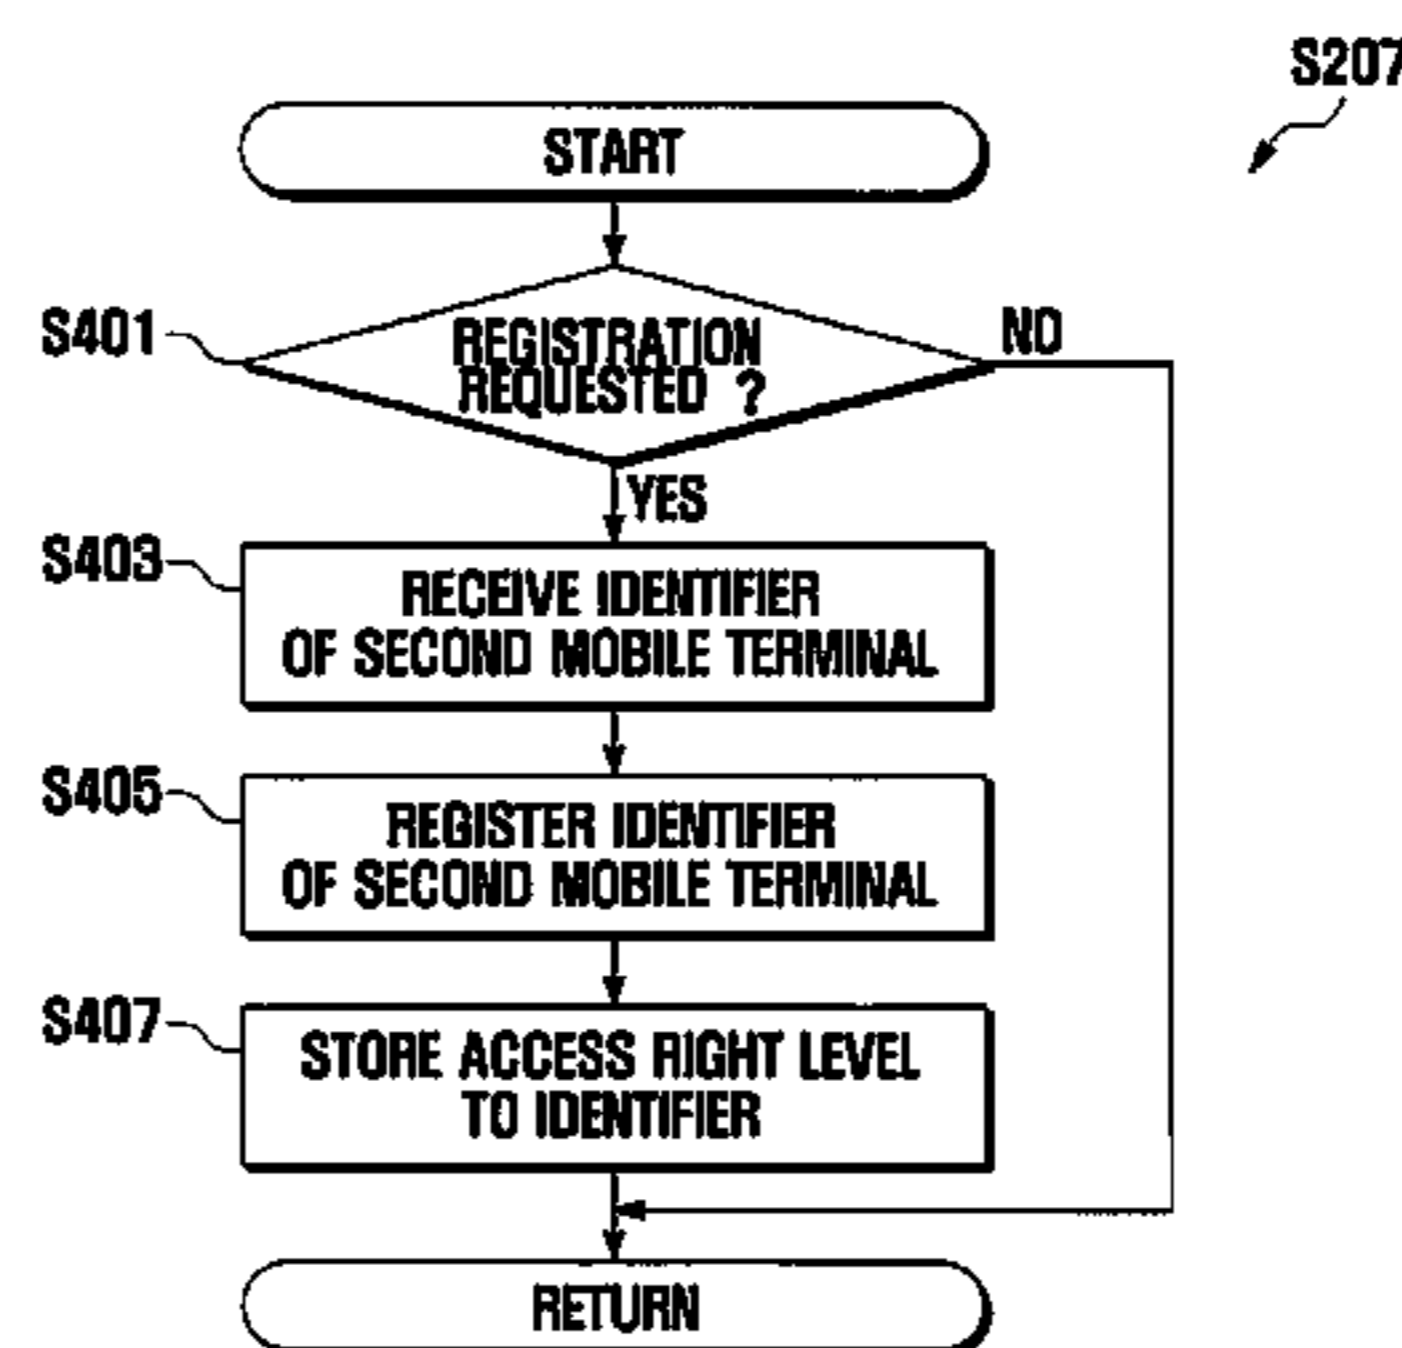 S207
START
S401
REGISTRATION
REQUESTED ?
NO
YES
S403
RECEIVE IDENTIFIER
OF SECOND MOBILE TERMINAL
S405
REGISTER IDENTIFIER
OF SECOND MOBILE TERMINAL
S407
STORE ACCESS RIGHT LEVEL
TO IDENTIFIER
RETURN